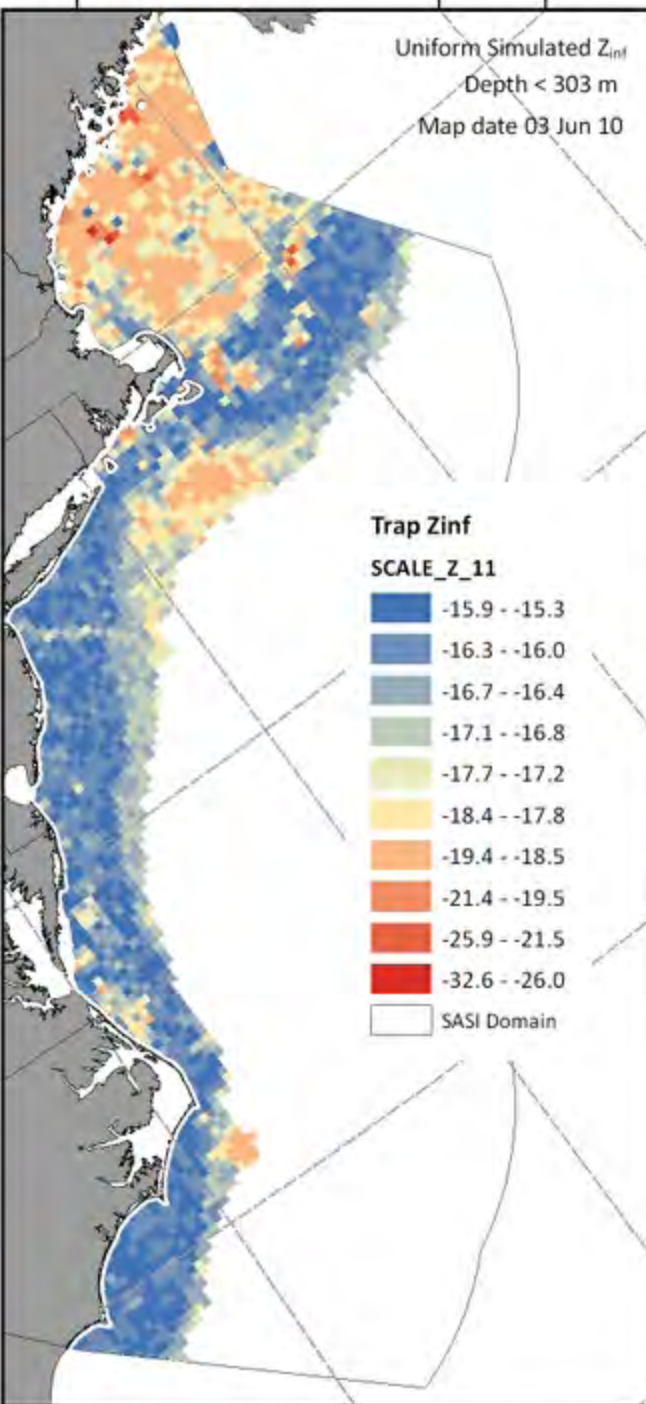 Uniform Simulated Zinf
Depth < 303 m
Map date 03 Jun 10
Trap Zinf
SCALE_Z_11
-15.9 - -15.3
-16.3 - -16.0
-16.7 - -16.4
-17.1 - -16.8
-17.7 - -17.2
-18.4 - -17.8
-19.4 - -18.5
-21.4 - -19.5
-25.9 - -21.5
-32.6 - -26.0
SASI Domain